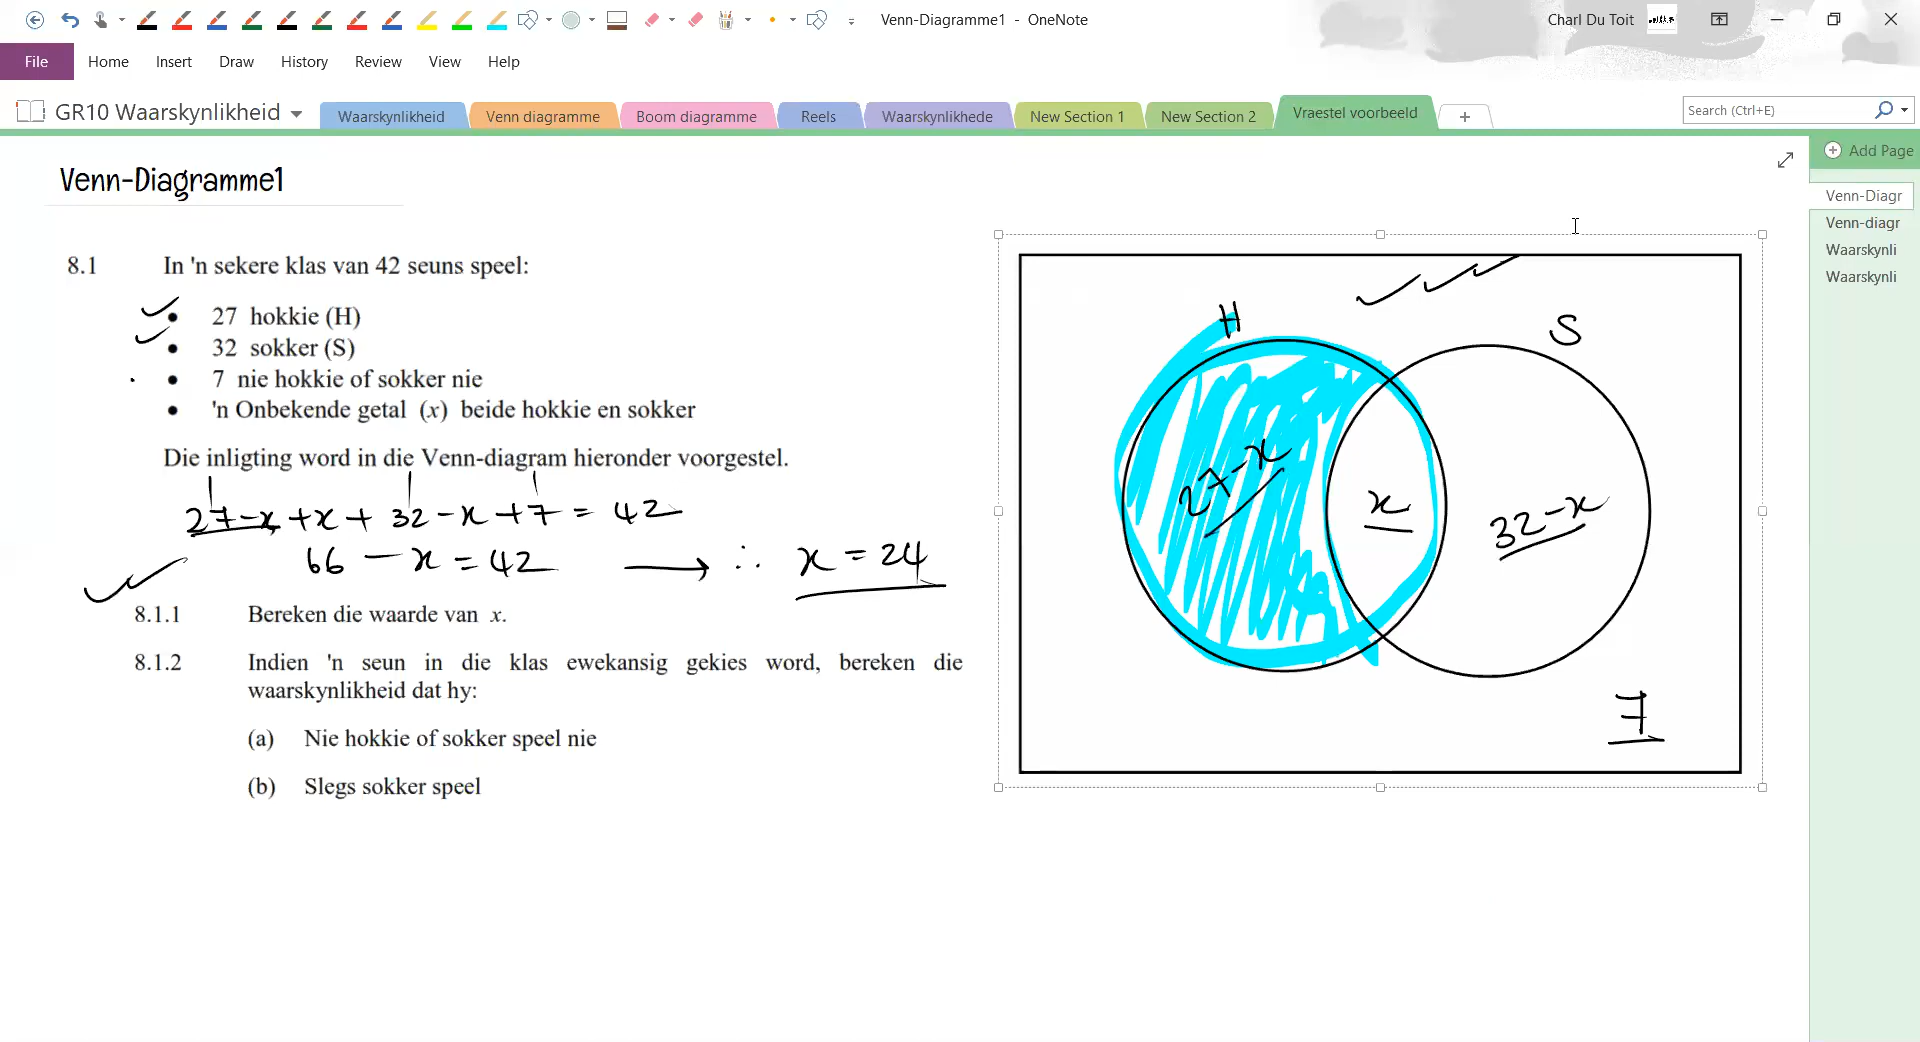 Venn-Diagramme1 - OneNote
Charl Du Toit
File Home Insert Draw History Review View Help
GR10 Waarskynlikheid
Waarskynlikheid Venn diagramme Boom diagramme Reels Waarskynlikhede New Section 1 New Section 2 Vraestel voorbeeld +
Search (Ctrl+E)
Add Page
Venn-Diagr
Venn-diagr
Waarskynli
Waarskynli
Venn-Diagramme1
8.1 In 'n sekere klas van 42 seuns speel:
• 27 hokkie (H)
• 32 sokker (S)
• 7 nie hokkie of sokker nie
• 'n Onbekende getal (x) beide hokkie en sokker
Die inligting word in die Venn-diagram hieronder voorgestel.
27-x+x+32-x+7=42
66-x=42 → ∴ x=24
8.1.1 Bereken die waarde van x.
8.1.2 Indien 'n seun in die klas ewekansig gekies word, bereken die
waarskynlikheid dat hy:
(a) Nie hokkie of sokker speel nie
(b) Slegs sokker speel
H
S
27-x
x
32-x
7